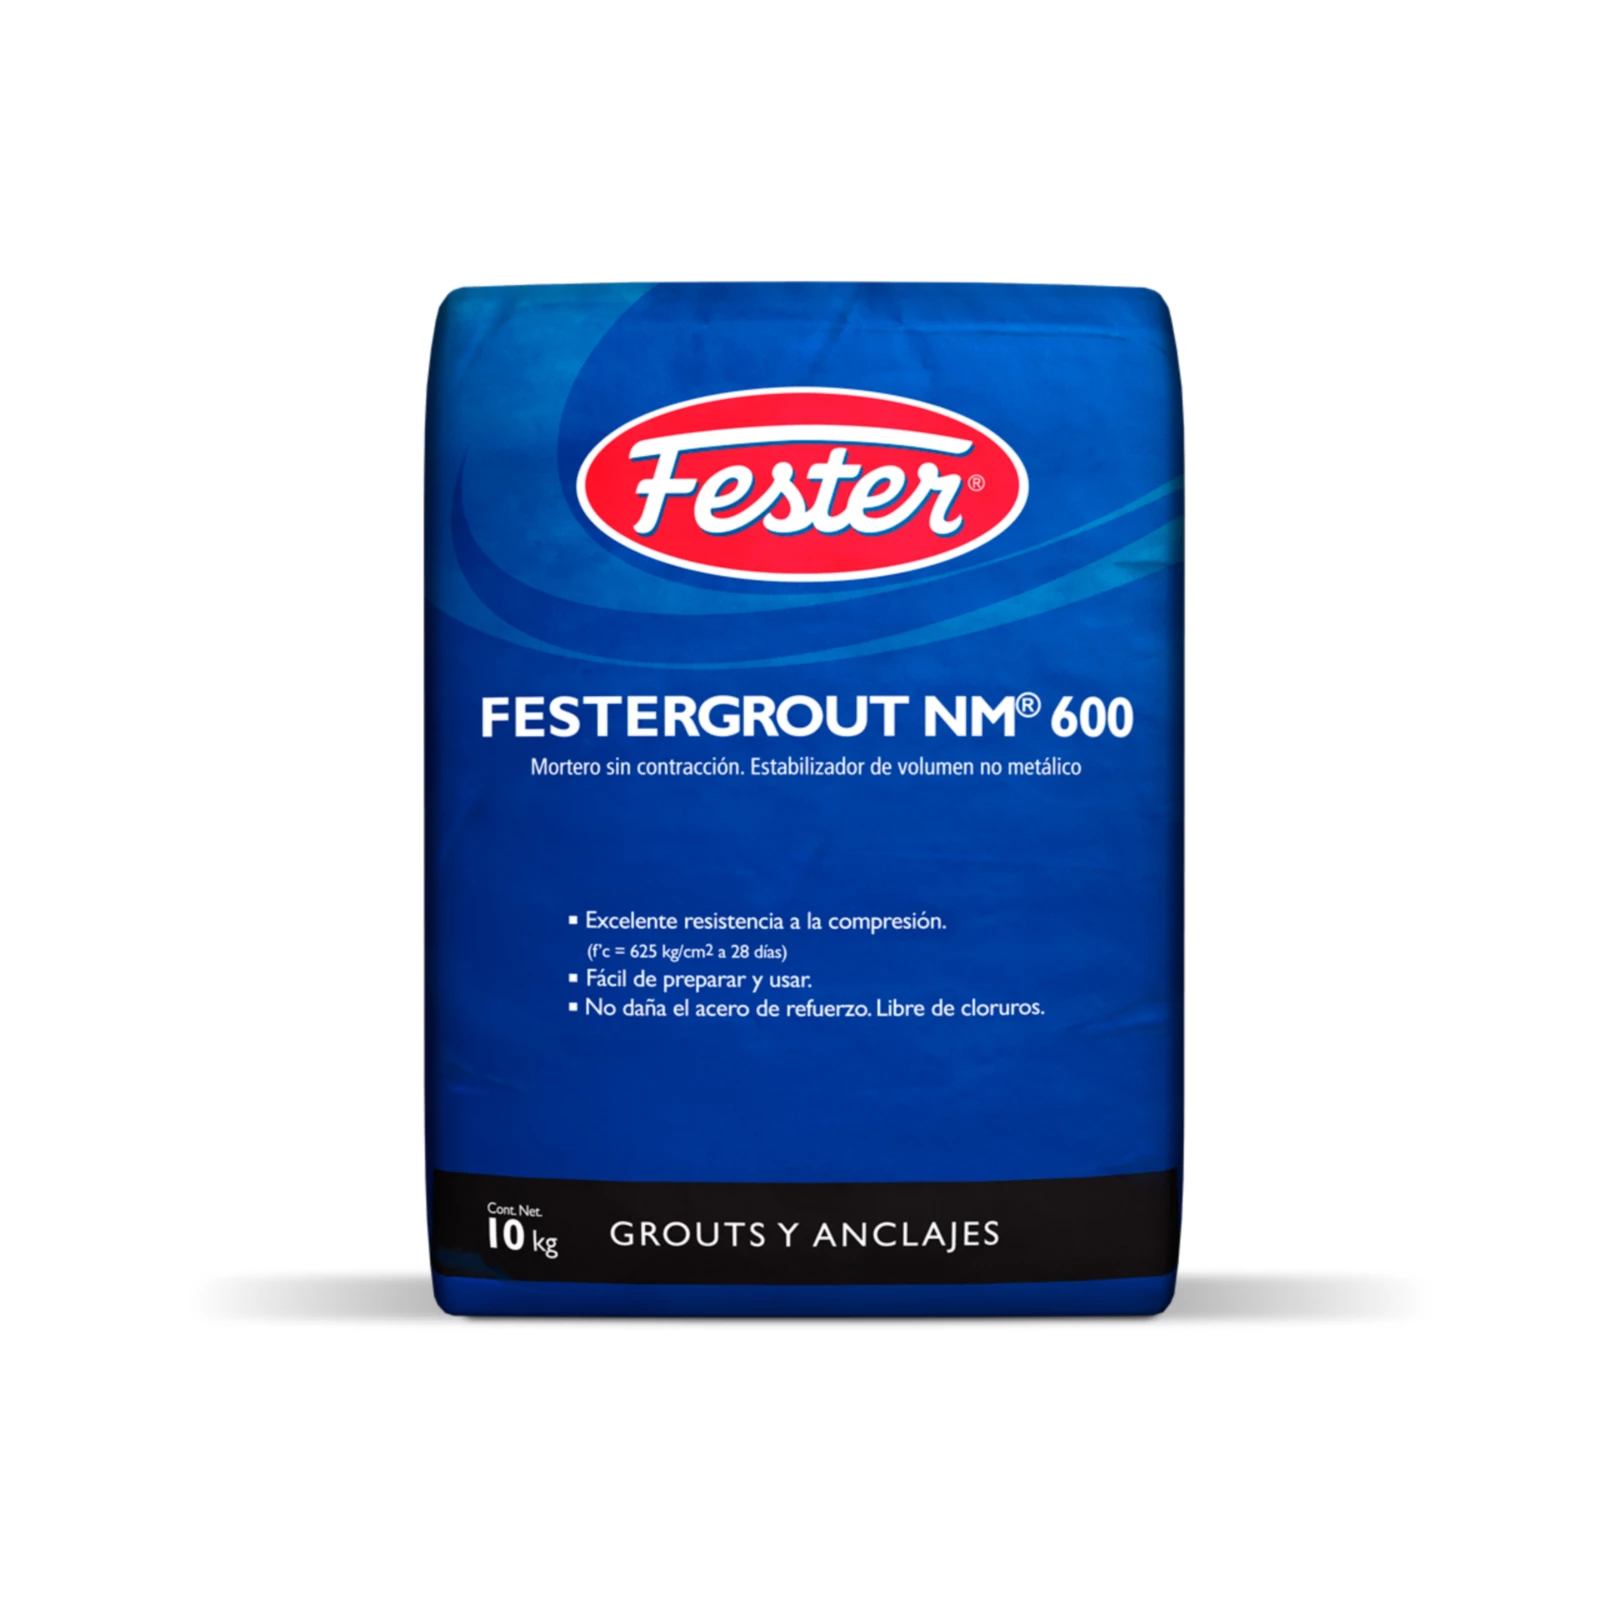 Fester®
FESTERGROUT NM® 600
Mortero sin contracción. Estabilizador de volumen no metálico
▪ Excelente resistencia a la compresión.
(f'c = 625 kg/cm2 a 28 días)
▪ Fácil de preparar y usar.
▪ No daña el acero de refuerzo. Libre de cloruros.
Cont. Net.
10 kg
GROUTS Y ANCLAJES